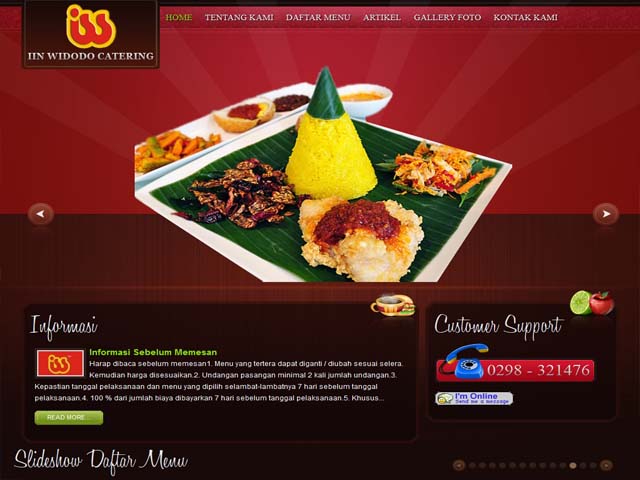 HOME TENTANG KAMI DAFTAR MENU ARTIKEL GALLERY FOTO KONTAK KAMI
iss
IIN WIDODO CATERING
Informasi
Informasi Sebelum Memesan
Harap dibaca sebelum memesan1. Menu yang tertera dapat diganti / diubah sesuai selera.
Kemudian harga disesuaikan.2. Undangan pasangan minimal 2 kali jumlah undangan.3.
Kepastian tanggal pelaksanaan dan menu yang dipilih selambat-lambatnya 7 hari sebelum tanggal
pelaksanaan.4. 100 % dari jumlah biaya dibayarkan 7 hari sebelum tanggal pelaksanaan.5. Khusus...
READ MORE...
Customer Support
0298 - 321476
I'm Online
Send me a message
Slideshow Daftar Menu